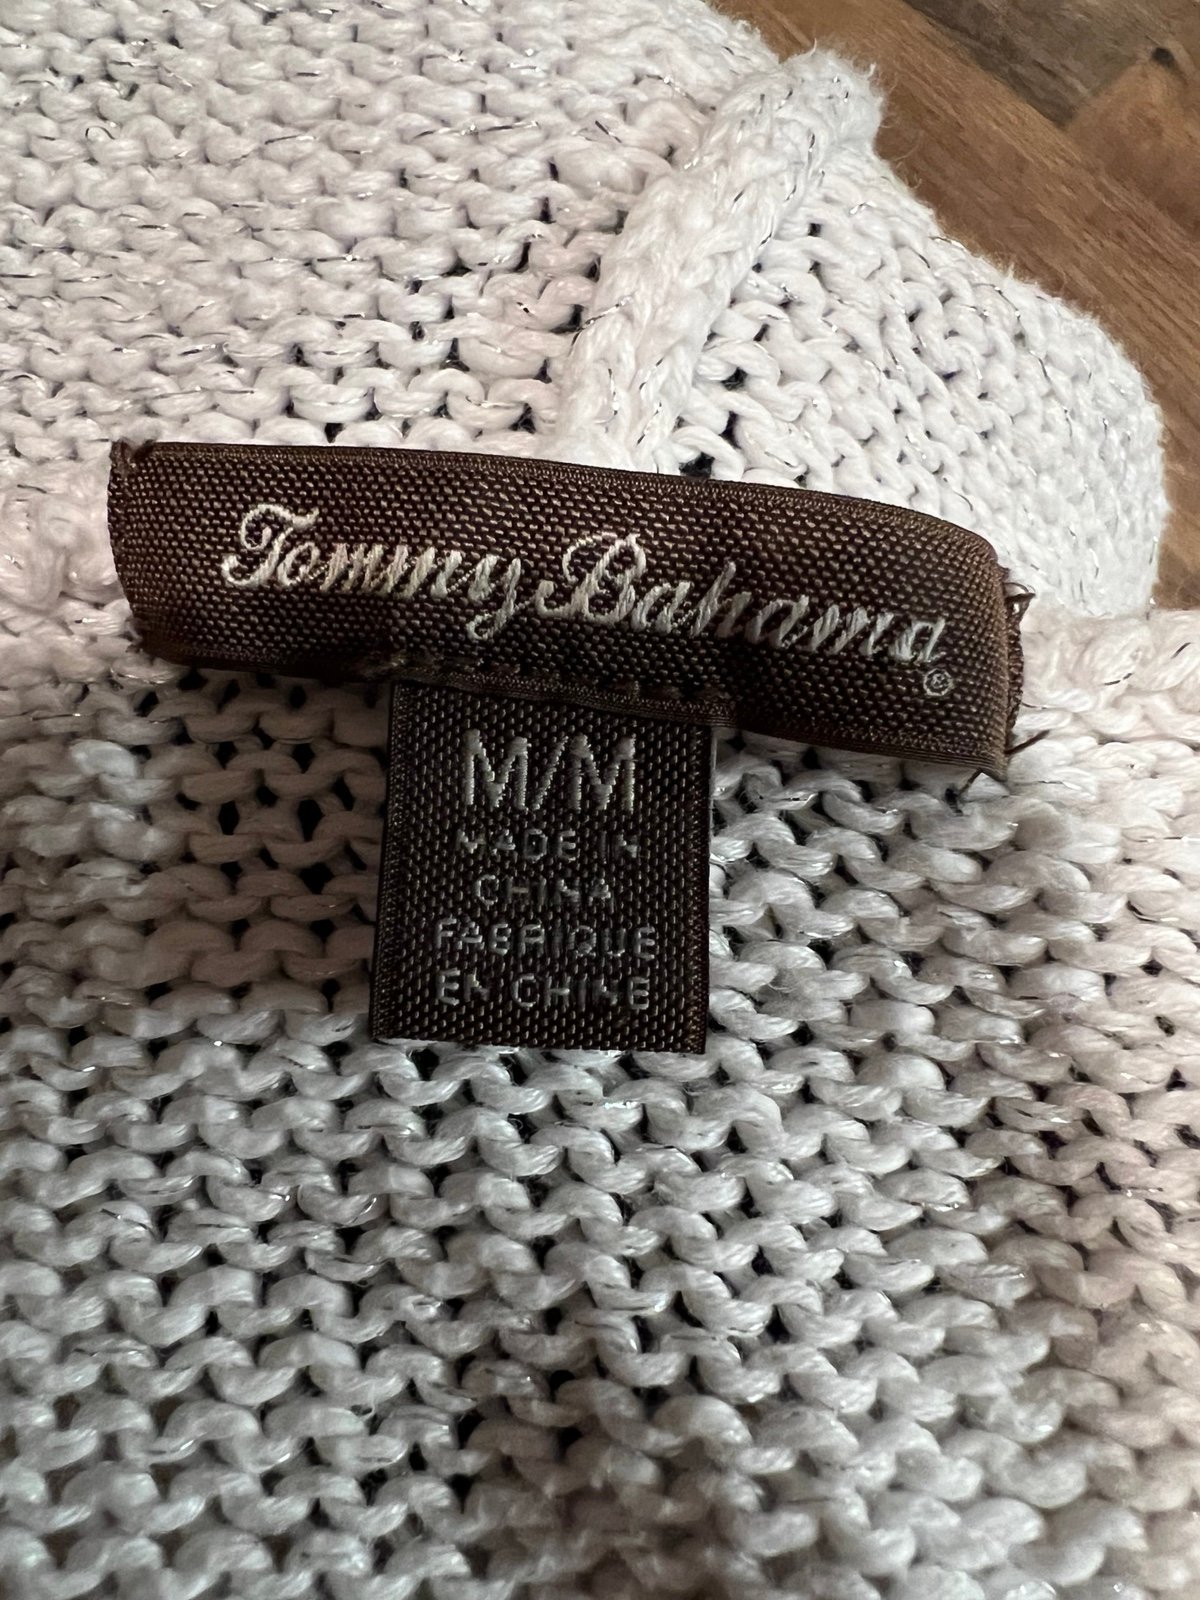 Tommy Bahama®
M/M
MADE IN
CHINA
FABRIQUE
EN CHINE